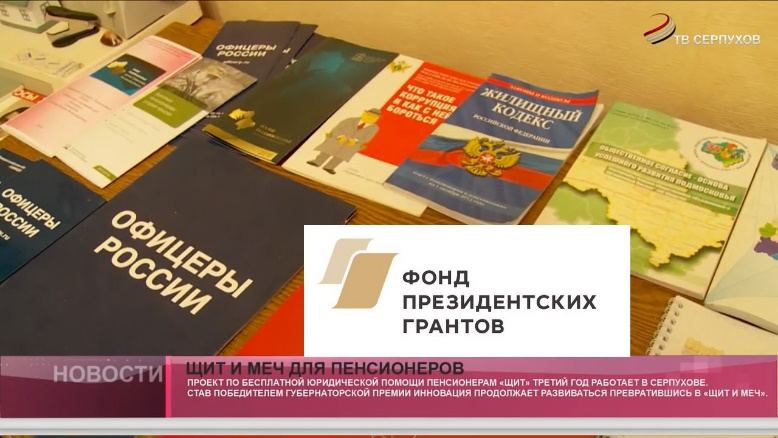 ТВ СЕРПУХОВ
ОФИЦЕРЫ
РОССИИ
ОФИЦЕРЫ
РОССИИ
ОФИЦЕРЫ
РОССИИ
ЧТО ТАКОЕ
КОРРУПЦИЯ
И КАК С НЕЙ
БОРОТЬСЯ
ЖИЛИЩНЫЙ
КОДЕКС
РОССИЙСКОЙ ФЕДЕРАЦИИ
ОБЩЕСТВЕННОЕ СОГЛАСИЕ - ОСНОВА
УСПЕШНОГО РАЗВИТИЯ ПОДМОСКОВЬЯ
ФОНД
ПРЕЗИДЕНТСКИХ
ГРАНТОВ
НОВОСТИ
ЩИТ И МЕЧ ДЛЯ ПЕНСИОНЕРОВ
ПРОЕКТ ПО БЕСПЛАТНОЙ ЮРИДИЧЕСКОЙ ПОМОЩИ ПЕНСИОНЕРАМ «ЩИТ» ТРЕТИЙ ГОД РАБОТАЕТ В СЕРПУХОВЕ.
СТАВ ПОБЕДИТЕЛЕМ ГУБЕРНАТОРСКОЙ ПРЕМИИ ИННОВАЦИЯ ПРОДОЛЖАЕТ РАЗВИВАТЬСЯ ПРЕВРАТИВШИСЬ В «ЩИТ И МЕЧ».